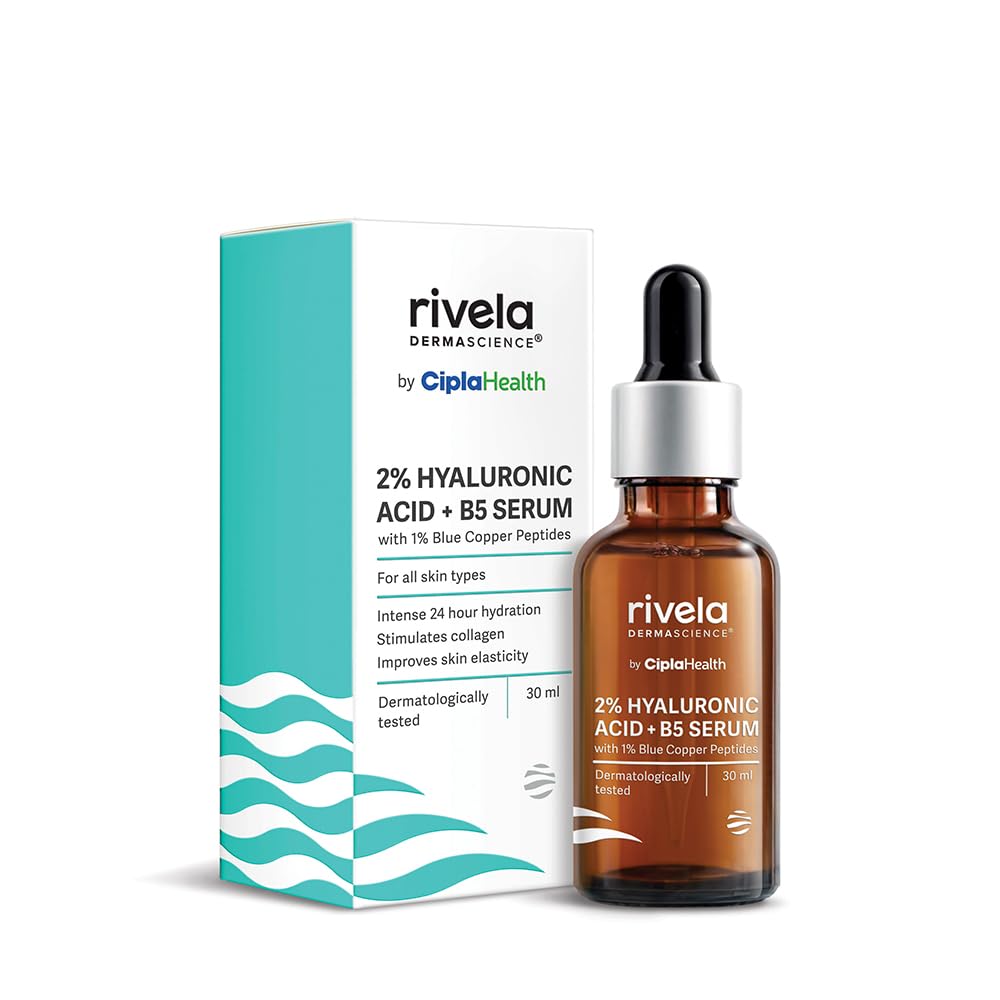 rivela
DERMASCIENCE®
by CiplaHealth
2% HYALURONIC
ACID + B5 SERUM
with 1% Blue Copper Peptides
For all skin types
Intense 24 hour hydration
Stimulates collagen
Improves skin elasticity
Dermatologically
tested
30 ml
rivela
DERMASCIENCE®
by CiplaHealth
2% HYALURONIC
ACID + B5 SERUM
with 1% Blue Copper Peptides
Dermatologically
tested
30 ml